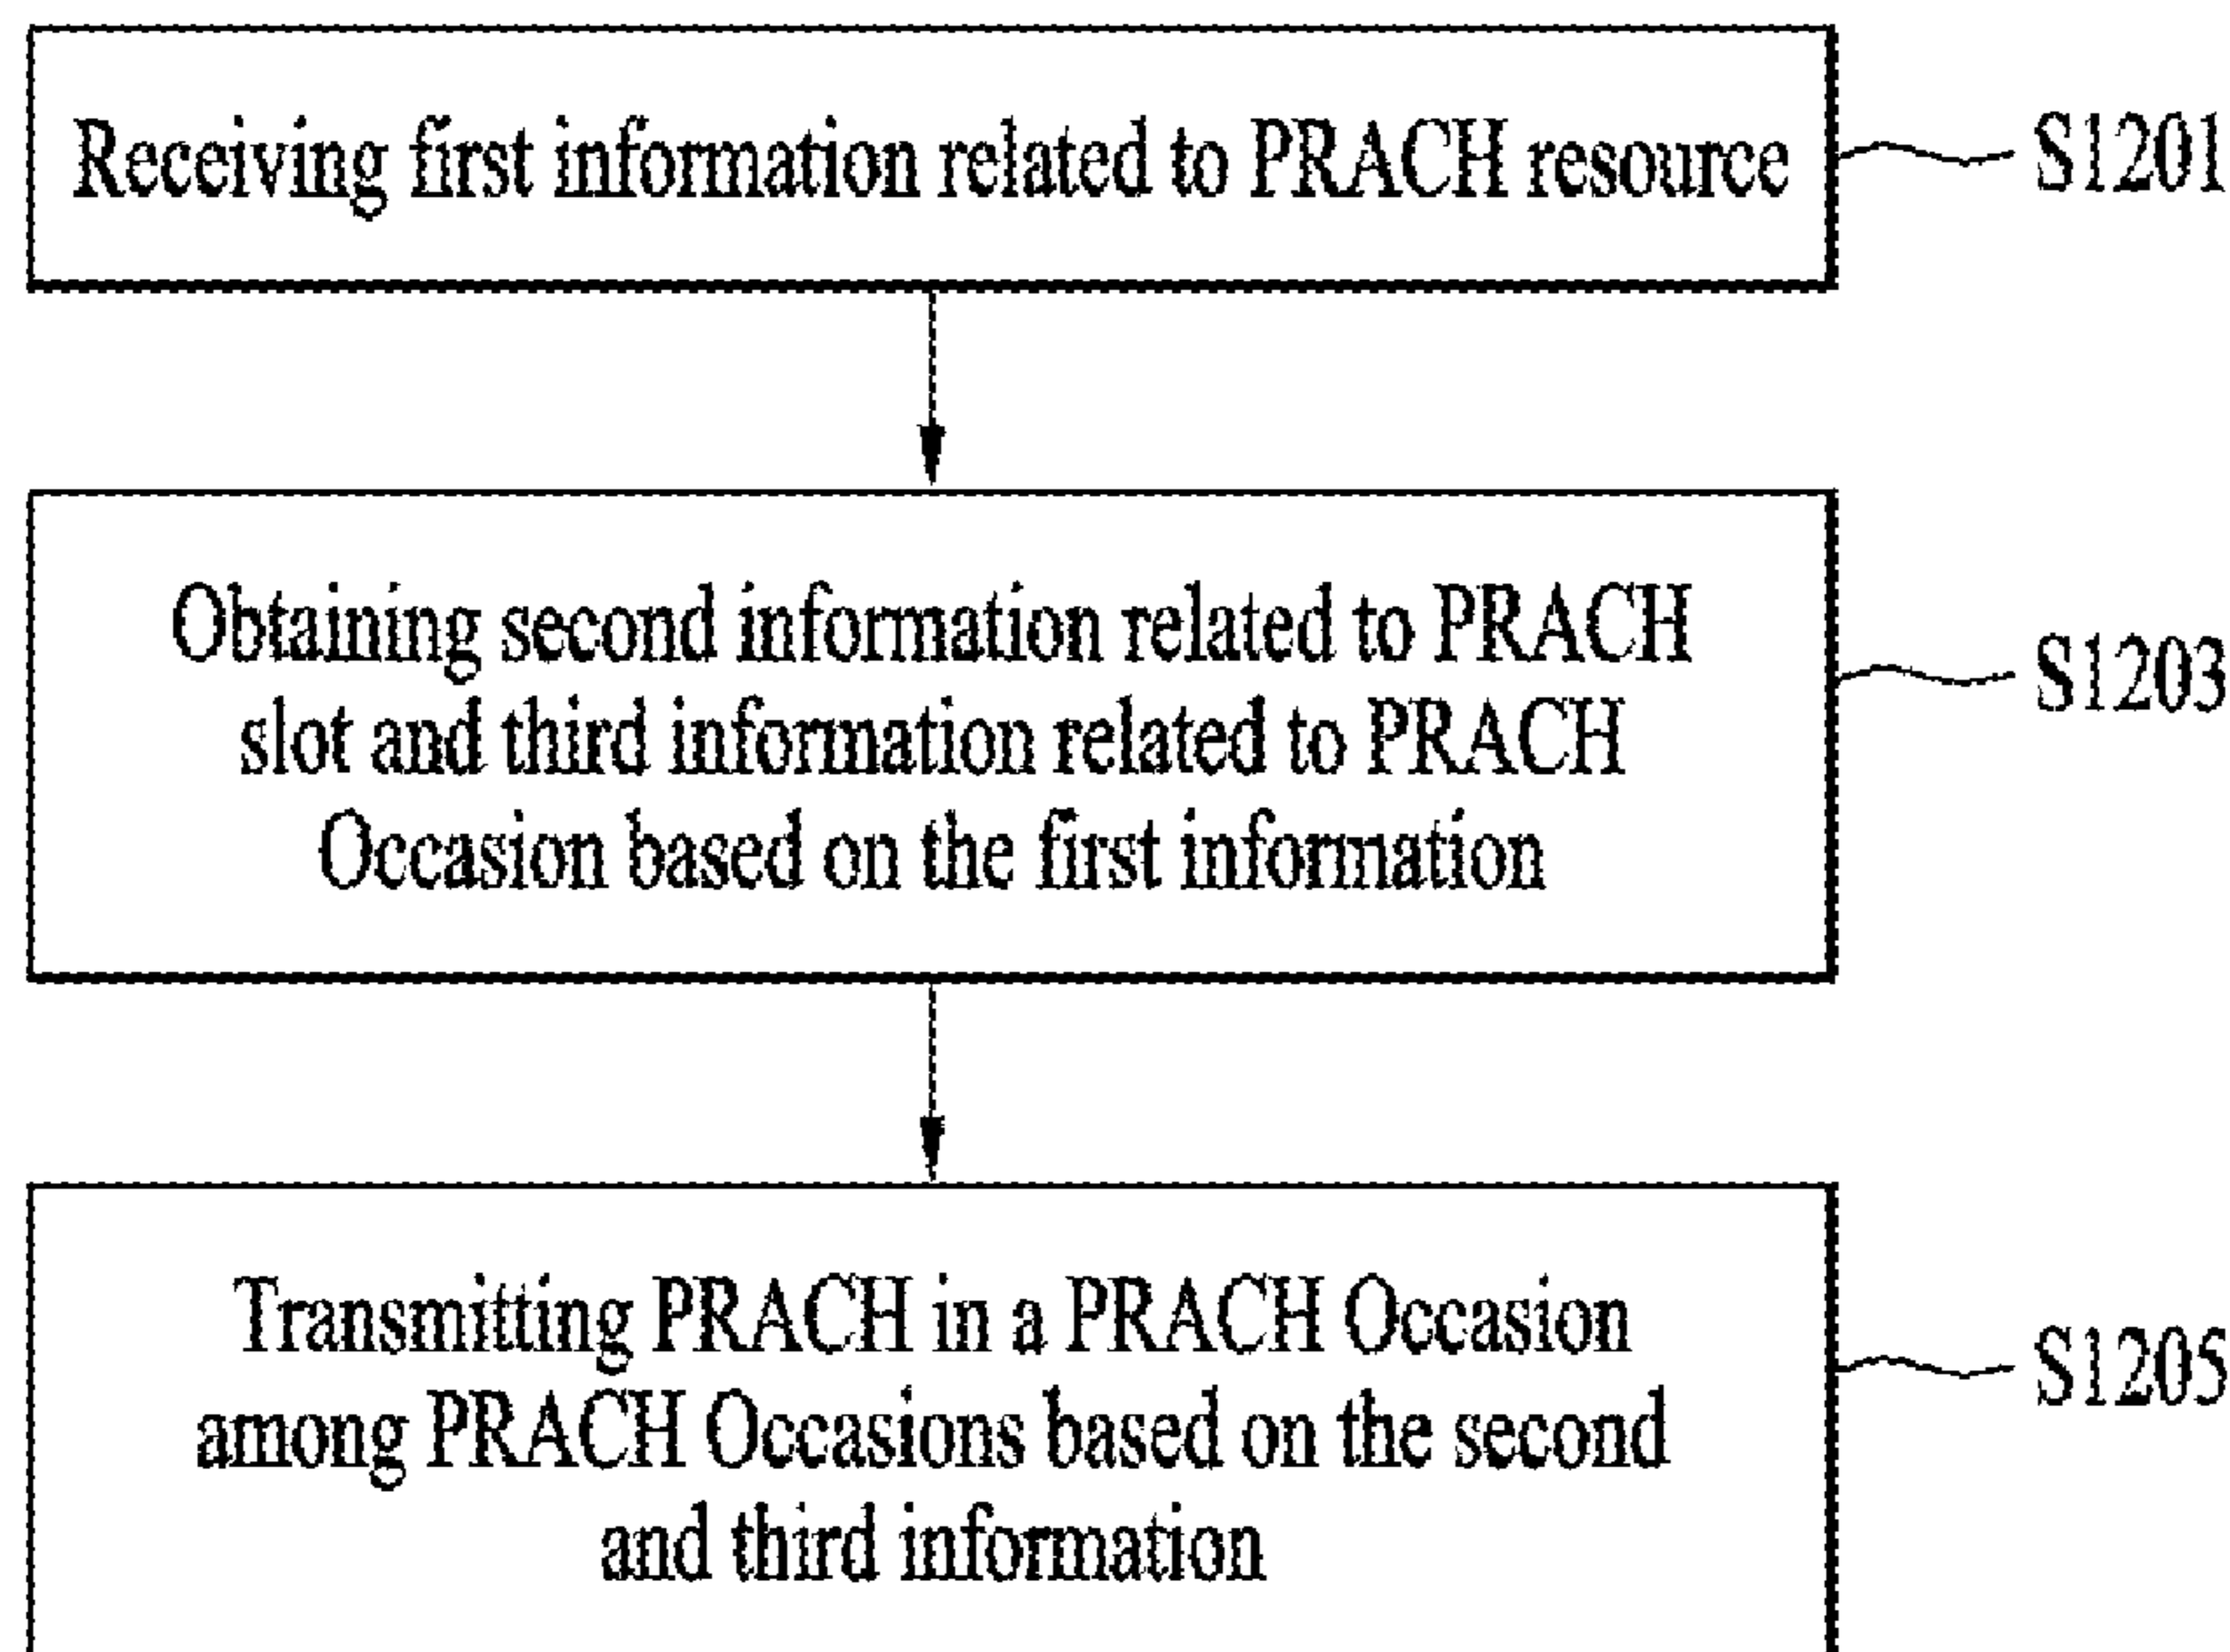 Receiving first information related to PRACH resource
S1201
Obtaining second information related to PRACH
slot and third information related to PRACH
Occasion based on the first information
S1203
Transmitting PRACH in a PRACH Occasion
among PRACH Occasions based on the second
and third information
S1205